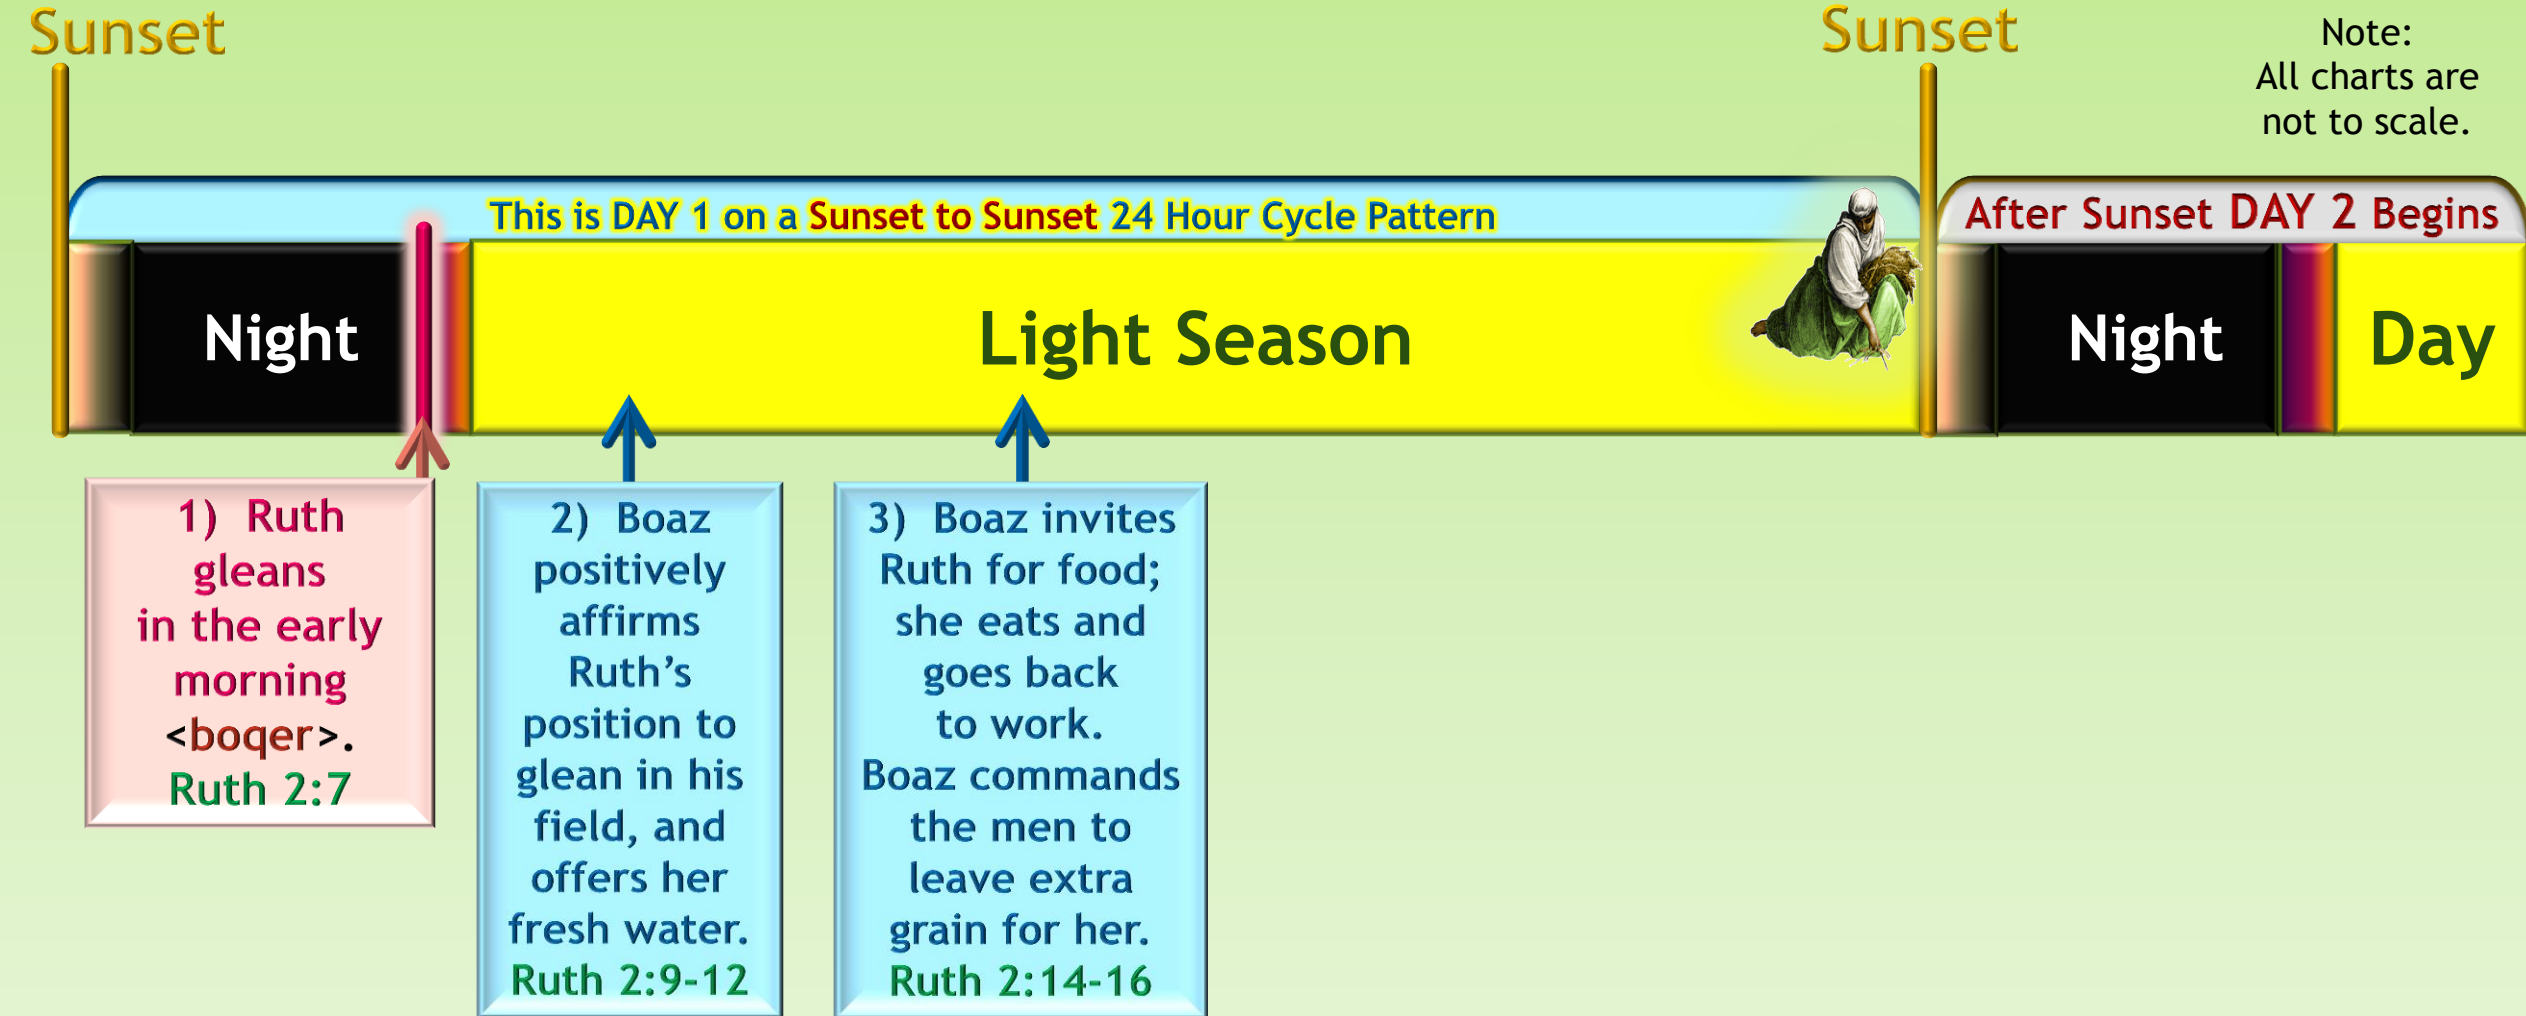 Sunset
Sunset
Note:
All charts are
not to scale.
This is DAY 1 on a Sunset to Sunset 24 Hour Cycle Pattern
After Sunset DAY 2 Begins
Night
Light Season
Night
Day
1) Ruth
gleans
in the early
morning
<boqer>.
Ruth 2:7
2) Boaz
positively
affirms
Ruth’s
position to
glean in his
field, and
offers her
fresh water.
Ruth 2:9-12
3) Boaz invites
Ruth for food;
she eats and
goes back
to work.
Boaz commands
the men to
leave extra
grain for her.
Ruth 2:14-16